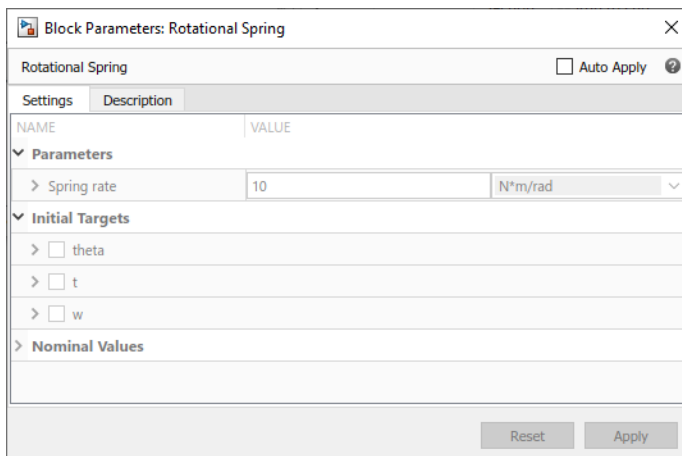 Block Parameters: Rotational Spring
Rotational Spring
Auto Apply
Settings Description
NAME VALUE
Parameters
Spring rate 10 N*m/rad
Initial Targets
theta
t
w
Nominal Values
Reset Apply